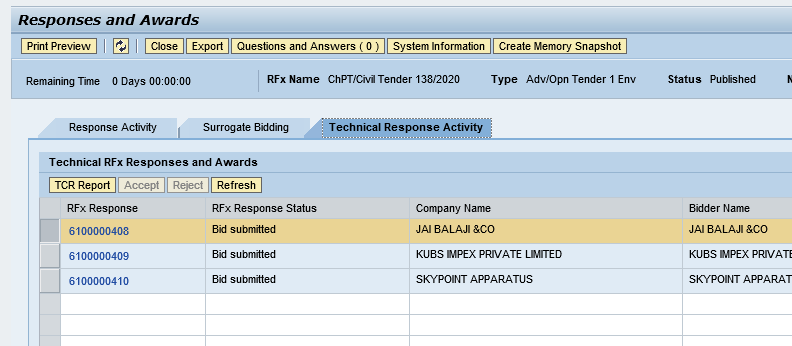 Responses and Awards
Print Preview Close Export Questions and Answers ( 0 ) System Information Create Memory Snapshot
Remaining Time 0 Days 00:00:00 RFx Name ChPT/Civil Tender 138/2020 Type Adv/Opn Tender 1 Env Status Published
Response Activity Surrogate Bidding Technical Response Activity
Technical RFx Responses and Awards
TCR Report Accept Reject Refresh
RFx Response RFx Response Status Company Name Bidder Name
6100000408 Bid submitted JAI BALAJI &CO JAI BALAJI &CO
6100000409 Bid submitted KUBS IMPEX PRIVATE LIMITED KUBS IMPEX PRIVATE
6100000410 Bid submitted SKYPOINT APPARATUS SKYPOINT APPARAT